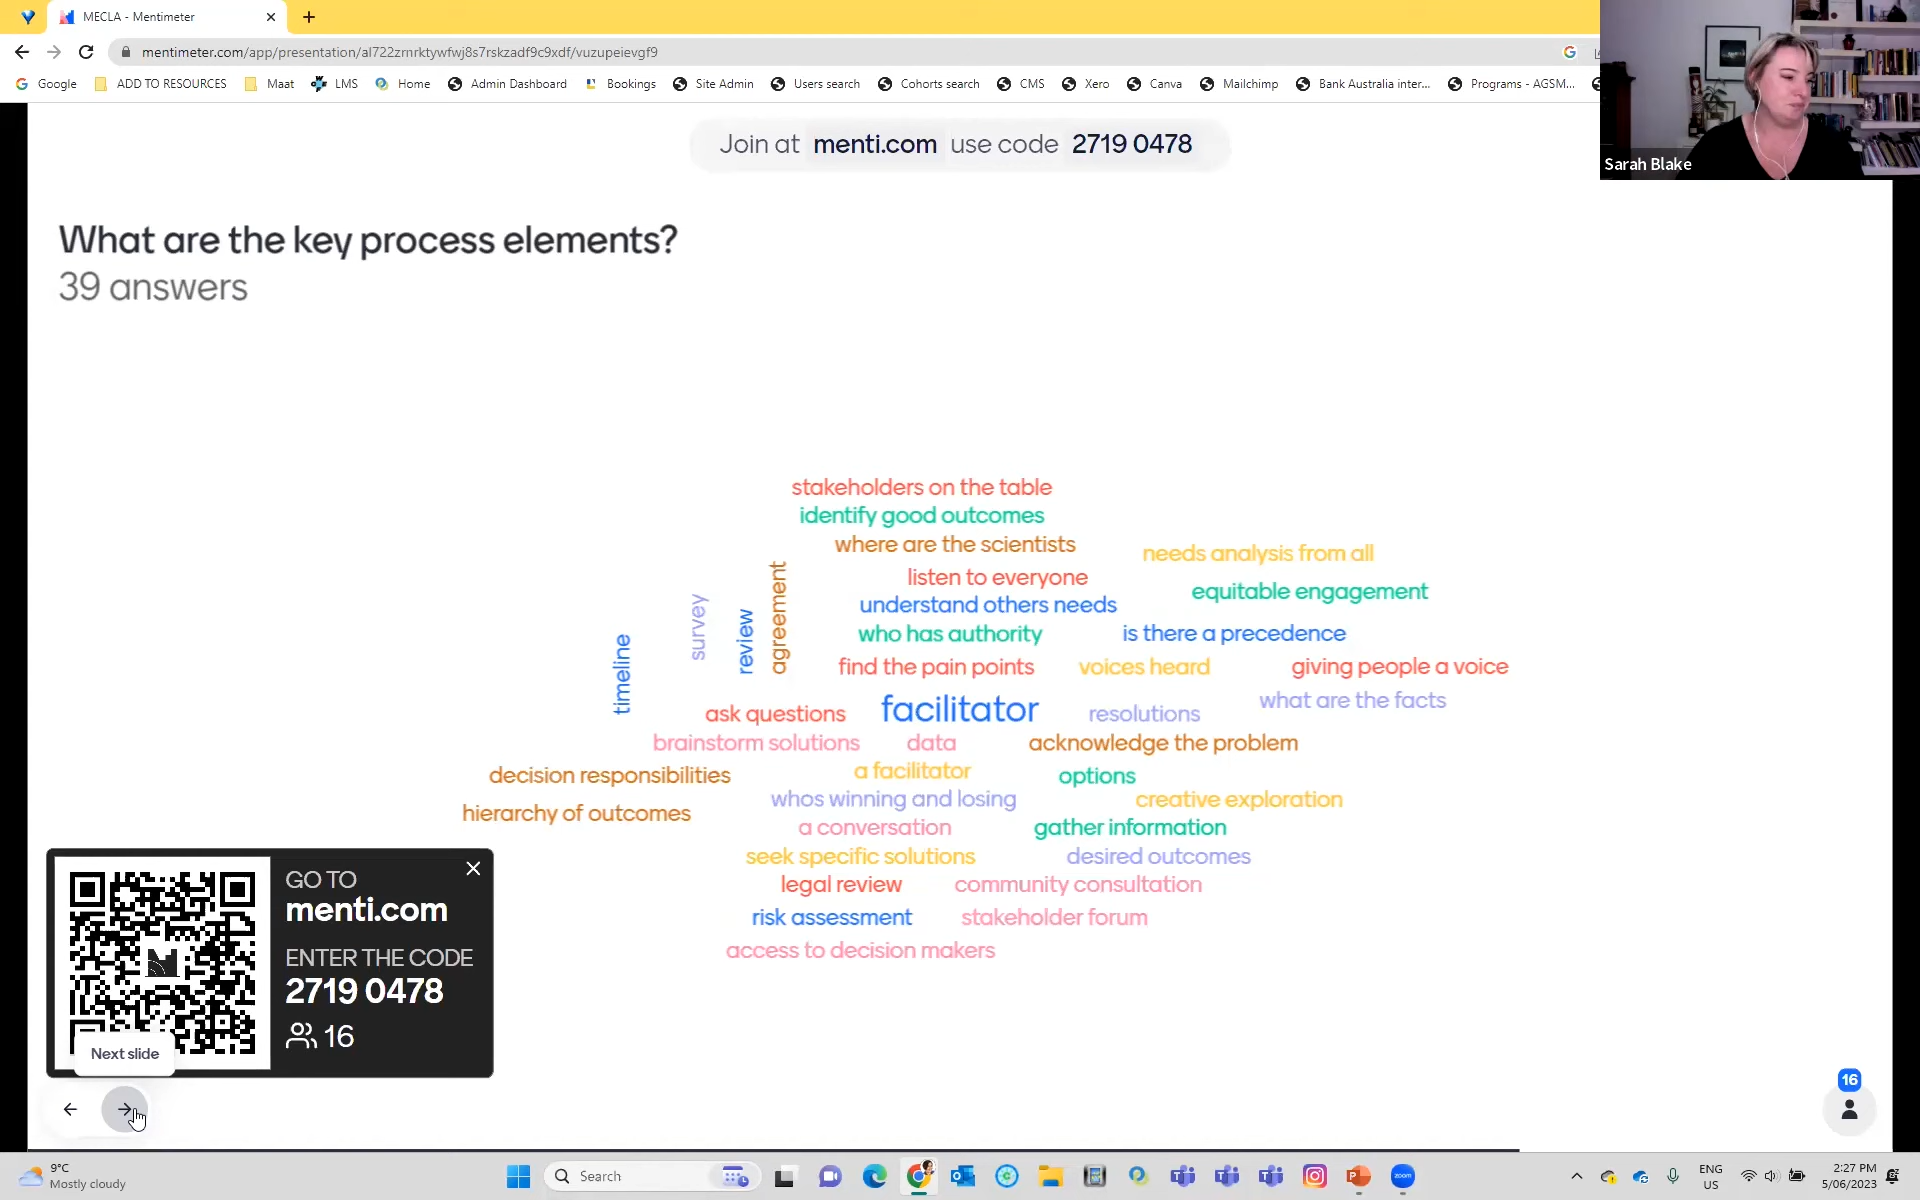 MECLA - Mentimeter
mentimeter.com/app/presentation/al722zrnrktywfwj8s7rskzadf9c9xdf/vuzupeievgf9
Google ADD TO RESOURCES Maat LMS Home Admin Dashboard Bookings Site Admin Users search Cohorts search CMS Xero Canva Mailchimp Bank Australia inter... Programs - AGSM...
Sarah Blake
Join at menti.com use code 2719 0478
What are the key process elements?
39 answers
stakeholders on the table
identify good outcomes
where are the scientists
needs analysis from all
listen to everyone
equitable engagement
understand others needs
who has authority
is there a precedence
timeline
survey
review
agreement
find the pain points
voices heard
giving people a voice
what are the facts
ask questions
facilitator
resolutions
brainstorm solutions
data
acknowledge the problem
decision responsibilities
a facilitator
options
whos winning and losing
creative exploration
hierarchy of outcomes
a conversation
gather information
seek specific solutions
desired outcomes
legal review
community consultation
risk assessment
stakeholder forum
access to decision makers
GO TO
menti.com
ENTER THE CODE
2719 0478
16
Next slide
16
9°C
Mostly cloudy
Search
zoom
ENG
US
2:27 PM
5/06/2023